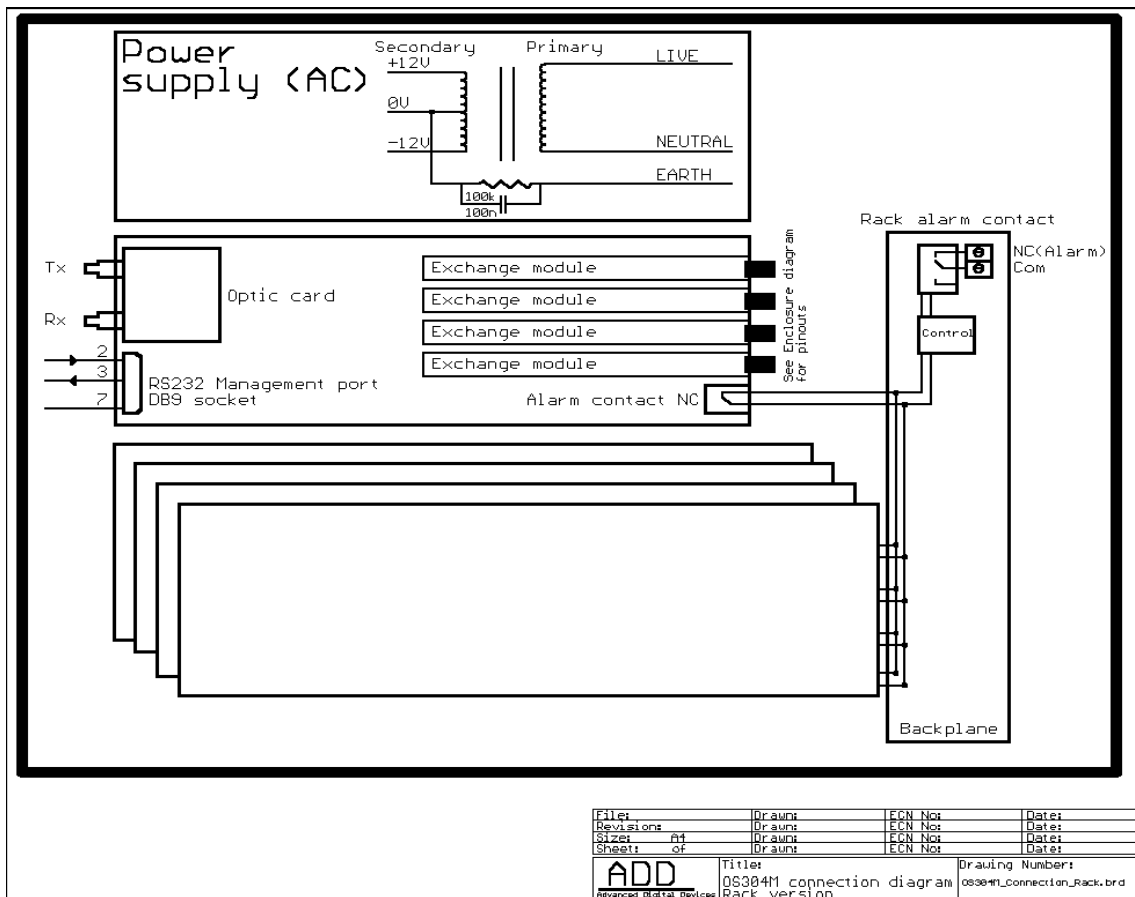 Power
supply (AC)
Secondary
Primary
+12V
0V
-12V
LIVE
NEUTRAL
EARTH
100k
100n
Rack alarm contact
NC(Alarm)
Com
Control
Tx
Rx
Optic card
Exchange module
Exchange module
Exchange module
Exchange module
See Enclosure diagram
for pinouts
2
3
7
RS232 Management port
DB9 socket
Alarm contact NC
Backplane
File: Drawn: ECN No: Date:
Revision: Drawn: ECN No: Date:
Size: A4 Drawn: ECN No: Date:
Sheet: of Drawn: ECN No: Date:
ADD
Advanced Digital Devices
Title:
OS304M connection diagram
Rack version
Drawing Number:
OS304M_Connection_Rack.brd